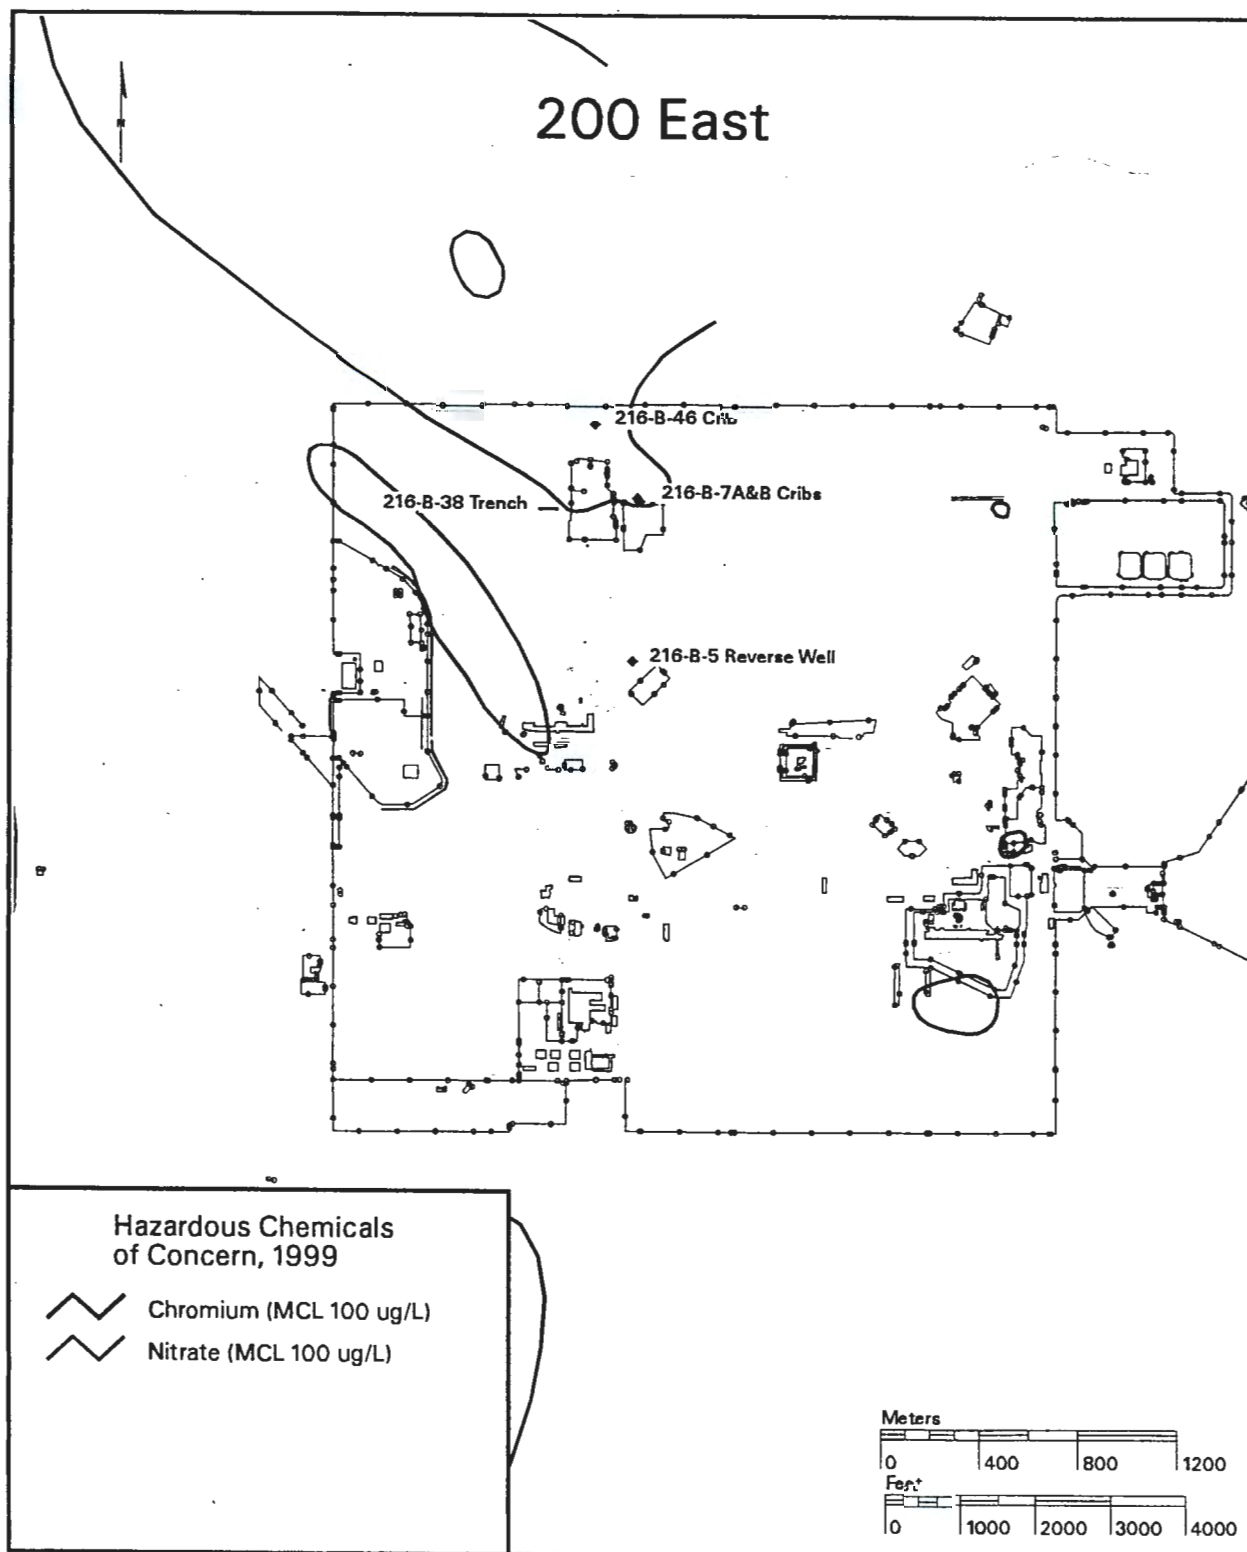 200 East
N
216-B-46 Crib
216-B-7A&B Cribs
216-B-38 Trench
216-B-5 Reverse Well
Hazardous Chemicals
of Concern, 1999
Chromium (MCL 100 ug/L)
Nitrate (MCL 100 ug/L)
Meters
0 400 800 1200
Feet
0 1000 2000 3000 4000